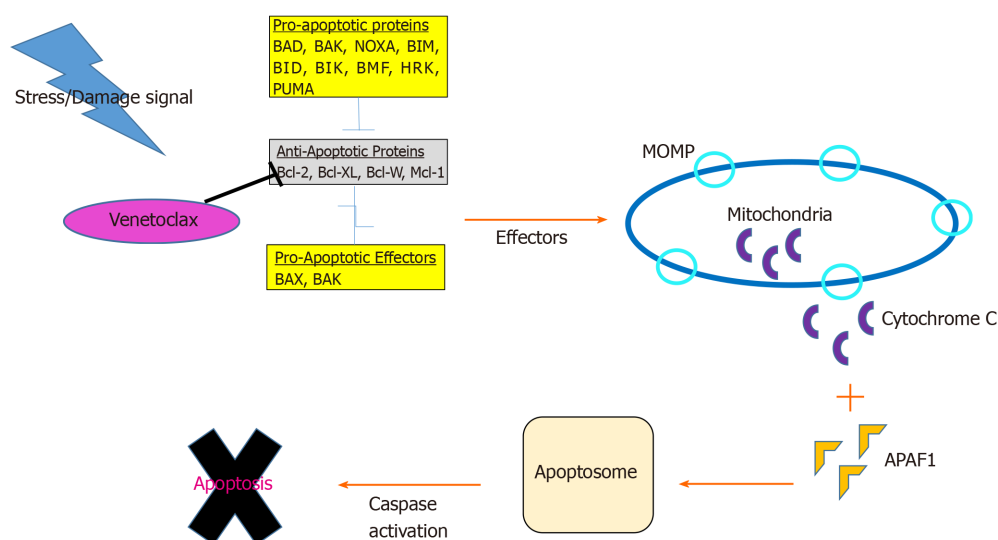 Pro-apoptotic proteins
BAD, BAK, NOXA, BIM,
BID, BIK, BMF, HRK,
PUMA
Stress/Damage signal
Anti-Apoptotic Proteins
Bcl-2, Bcl-XL, Bcl-W, Mcl-1
Venetoclax
Pro-Apoptotic Effectors
BAX, BAK
Effectors
MOMP
Mitochondria
Cytochrome C
APAF1
Apoptosome
Caspase
activation
Apoptosis